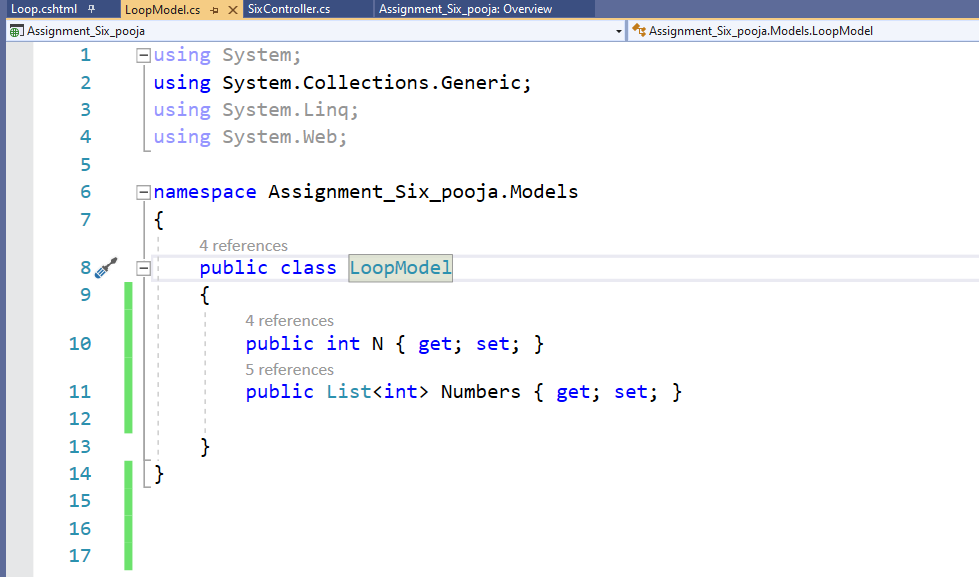 Loop.cshtml LoopModel.cs SixController.cs Assignment_Six_pooja: Overview
Assignment_Six_pooja Assignment_Six_pooja.Models.LoopModel
1 using System;
2 using System.Collections.Generic;
3 using System.Linq;
4 using System.Web;
5
6 namespace Assignment_Six_pooja.Models
7 {
4 references
8 public class LoopModel
9 {
4 references
10 public int N { get; set; }
5 references
11 public List<int> Numbers { get; set; }
12
13 }
14 }
15
16
17